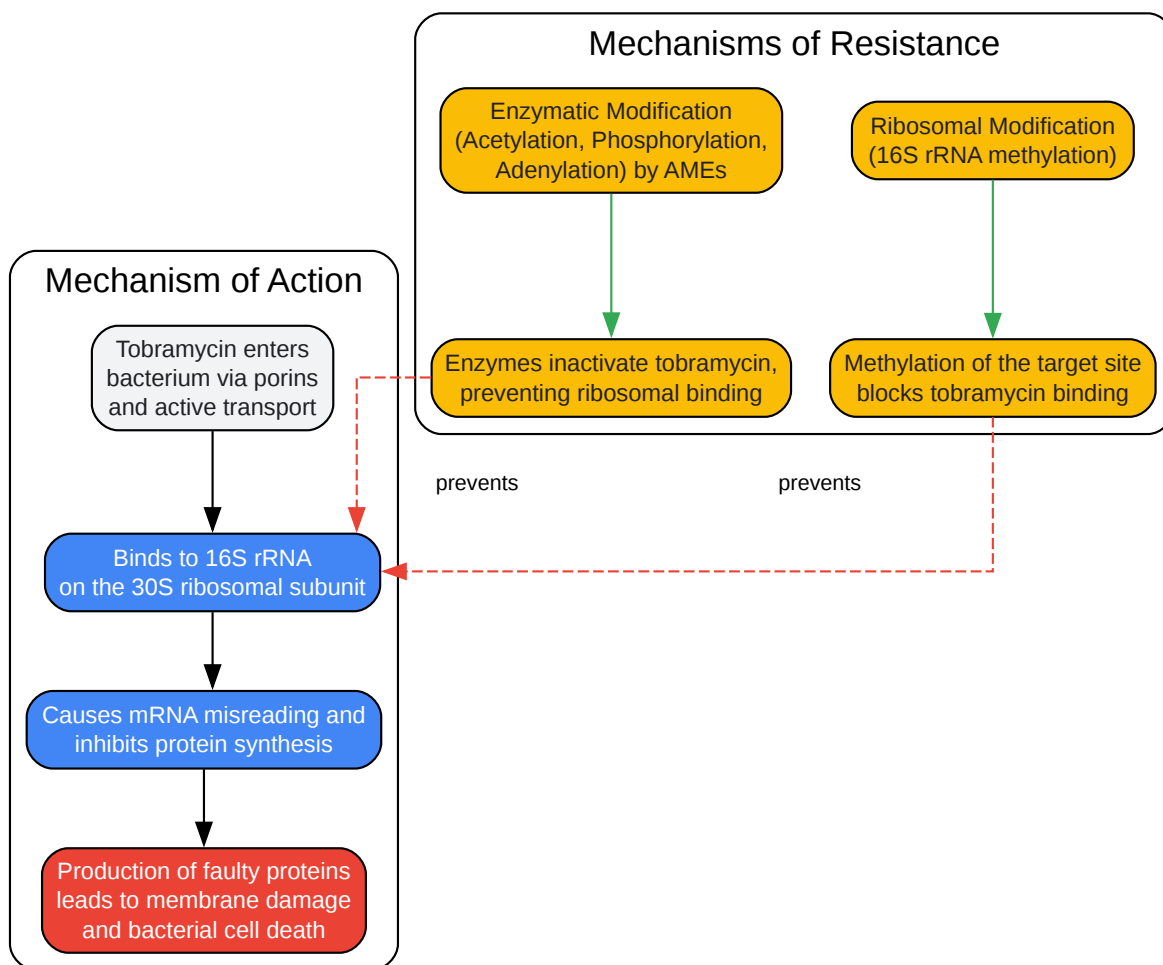 Mechanisms of Resistance
Enzymatic Modification
(Acetylation, Phosphorylation,
Adenylation) by AMEs
Ribosomal Modification
(16S rRNA methylation)
Enzymes inactivate tobramycin,
preventing ribosomal binding
Methylation of the target site
blocks tobramycin binding
prevents
prevents
Mechanism of Action
Tobramycin enters
bacterium via porins
and active transport
Binds to 16S rRNA
on the 30S ribosomal subunit
Causes mRNA misreading and
inhibits protein synthesis
Production of faulty proteins
leads to membrane damage
and bacterial cell death